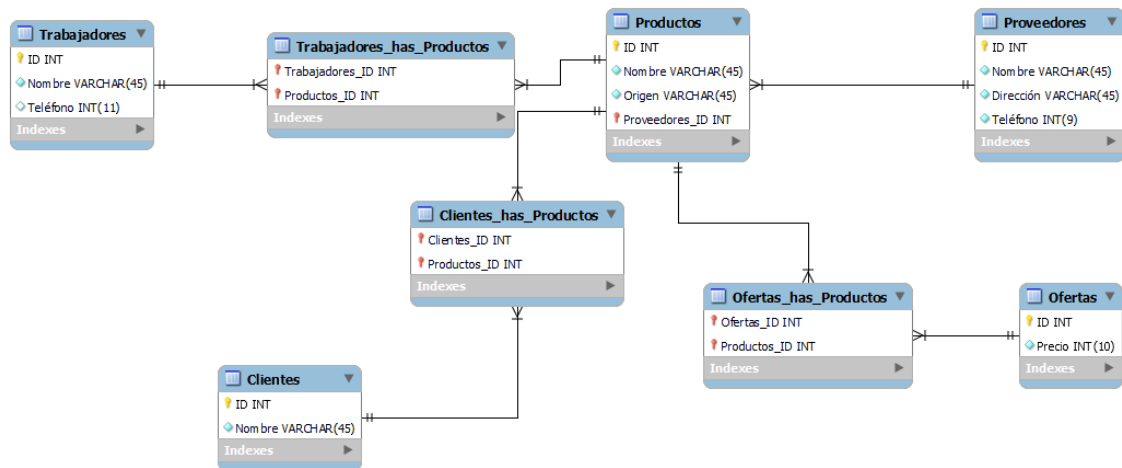 Trabajadores
ID INT
Nombre VARCHAR(45)
Teléfono INT(11)
Indexes
Trabajadores_has_Productos
Trabajadores_ID INT
Productos_ID INT
Indexes
Productos
ID INT
Nombre VARCHAR(45)
Origen VARCHAR(45)
Proveedores_ID INT
Indexes
Proveedores
ID INT
Nombre VARCHAR(45)
Dirección VARCHAR(45)
Teléfono INT(9)
Indexes
Clientes_has_Productos
Clientes_ID INT
Productos_ID INT
Indexes
Ofertas_has_Productos
Ofertas_ID INT
Productos_ID INT
Indexes
Ofertas
ID INT
Precio INT(10)
Indexes
Clientes
ID INT
Nombre VARCHAR(45)
Indexes